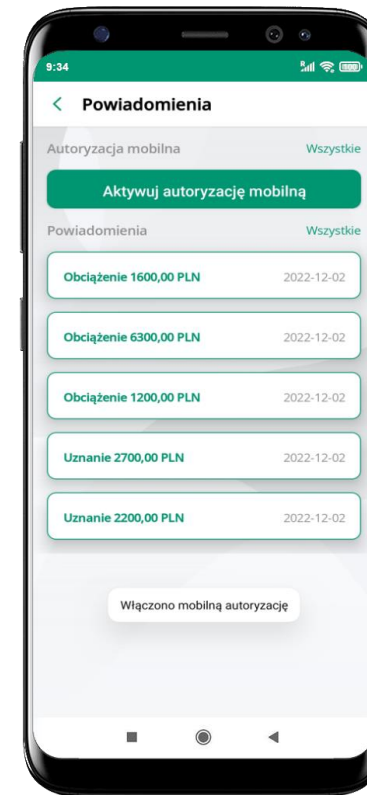 9:34
Powiadomienia
Autoryzacja mobilna Wszystkie
Aktywuj autoryzację mobilną
Powiadomienia Wszystkie
Obciążenie 1600,00 PLN 2022-12-02
Obciążenie 6300,00 PLN 2022-12-02
Obciążenie 1200,00 PLN 2022-12-02
Uznanie 2700,00 PLN 2022-12-02
Uznanie 2200,00 PLN 2022-12-02
Włączono mobilną autoryzację